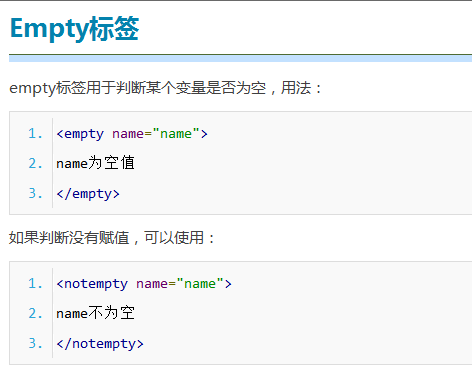 Empty标签
empty标签用于判断某个变量是否为空，用法：
1. <empty name="name">
2. name为空值
3. </empty>
如果判断没有赋值，可以使用：
1. <notempty name="name">
2. name不为空
3. </notempty>